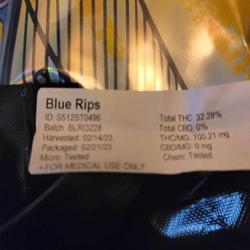 Blue Rips
ID: S512ST0496
Batch: BLRI3228
Harvested: 02/14/23
Packaged: 02/21/23
Micro: Tested
*FOR MEDICAL USE ONLY
Total THC: 32.28%
Total CBD: 0%
THC/MG: 700.21 mg
CBD/MG: 0 mg
Chem: Tested